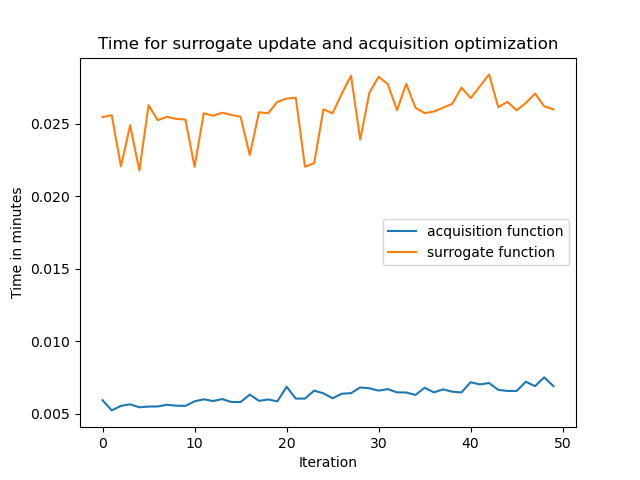 Time for surrogate update and acquisition optimization
Time in minutes
0.025
0.020
0.015
0.010
0.005
acquisition function
surrogate function
0 10 20 30 40 50
Iteration